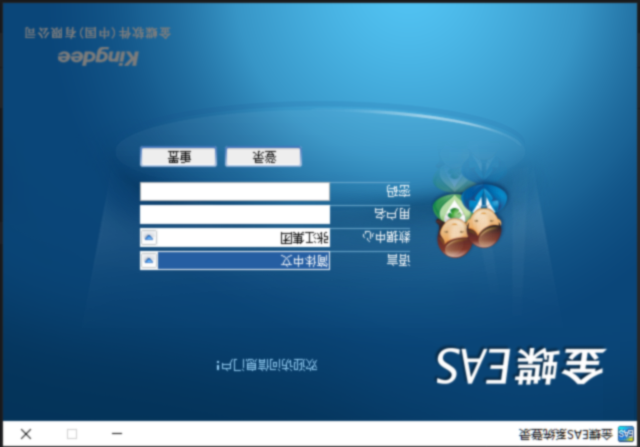 金蝶EAS系统登录
金蝶EAS
欢迎访问信息门户：
语言 简体中文
数据中心 张工集团
用户名
密码
登录 重置
Kingdee
金蝶软件(中国)有限公司